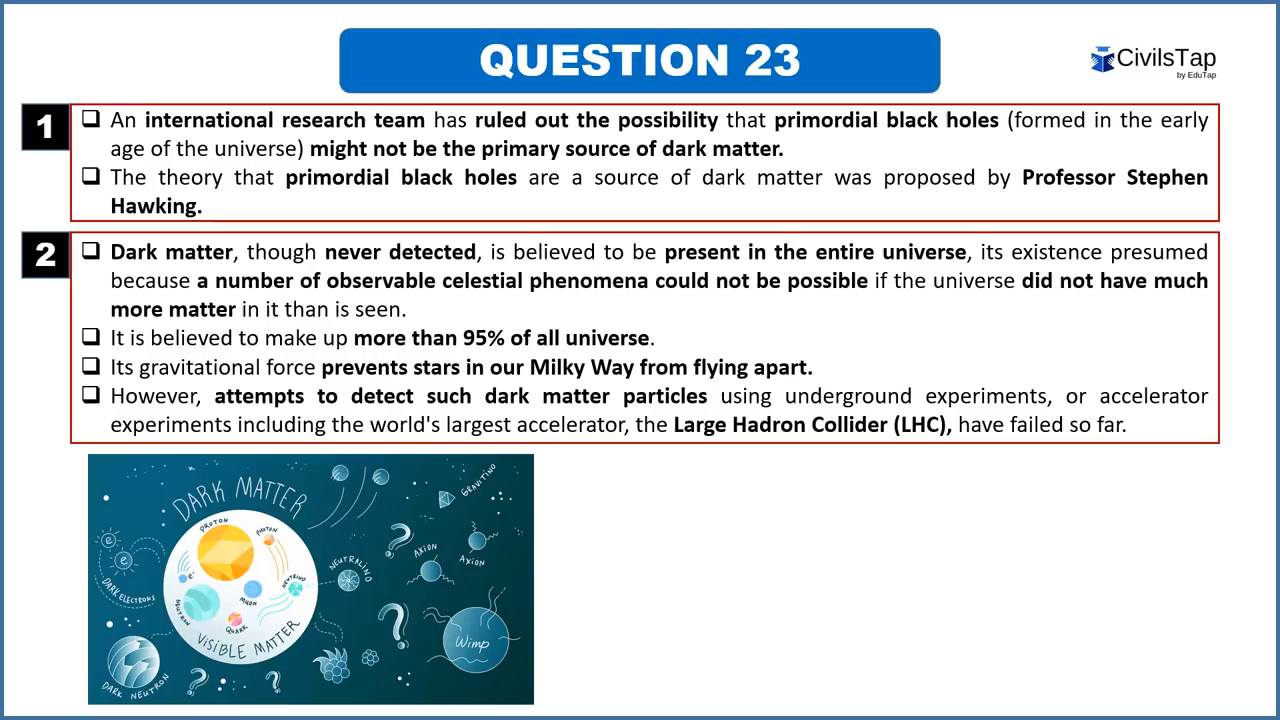 QUESTION 23
CivilsTap
by EduTap
1
❑ An international research team has ruled out the possibility that primordial black holes (formed in the early
age of the universe) might not be the primary source of dark matter.
❑ The theory that primordial black holes are a source of dark matter was proposed by Professor Stephen
Hawking.
2
❑ Dark matter, though never detected, is believed to be present in the entire universe, its existence presumed
because a number of observable celestial phenomena could not be possible if the universe did not have much
more matter in it than is seen.
❑ It is believed to make up more than 95% of all universe.
❑ Its gravitational force prevents stars in our Milky Way from flying apart.
❑ However, attempts to detect such dark matter particles using underground experiments, or accelerator
experiments including the world's largest accelerator, the Large Hadron Collider (LHC), have failed so far.
DARK MATTER
GRAVITINO
PROTON
PHOTON
?
e
e
AXION
AXION
NEUTRALINO
DARK ELECTRONS
e-
NEUTRINO
MUON
NEUTRON
QUARK
?
VISIBLE MATTER
Wimp
DARK NEUTRON
?
?